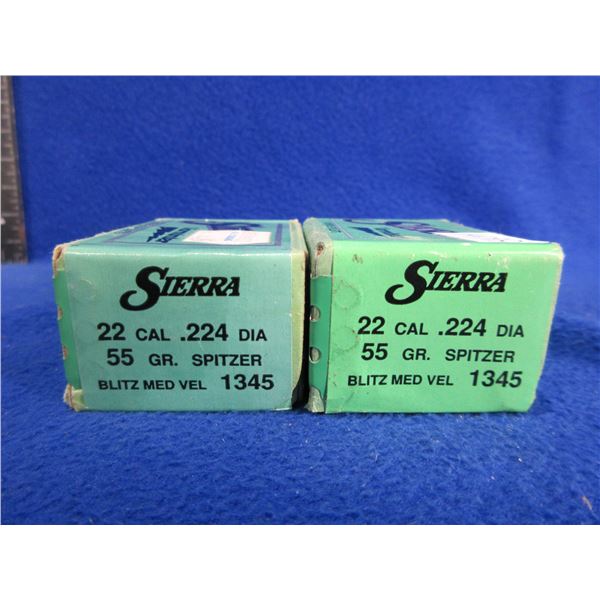 SIERRA
22 CAL .224 DIA
55 GR. SPITZER
BLITZ MED VEL 1345
SIERRA
.22 CAL .224 DIA
55 GR. SPITZER
BLITZ MED VEL 1345